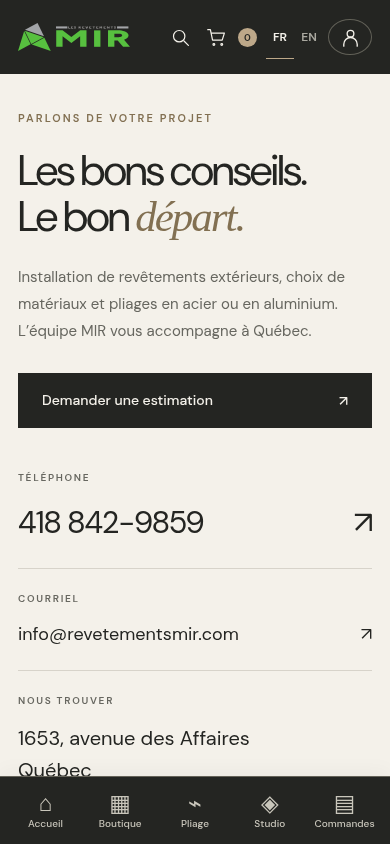 LES REVÊTEMENTS
MIR
0
FR
EN
PARLONS DE VOTRE PROJET
Les bons conseils.
Le bon départ.
Installation de revêtements extérieurs, choix de
matériaux et pliages en acier ou en aluminium.
L’équipe MIR vous accompagne à Québec.
Demander une estimation
TÉLÉPHONE
418 842-9859
COURRIEL
info@revetementsmir.com
NOUS TROUVER
1653, avenue des Affaires
Québec
Accueil
Boutique
Pliage
Studio
Commandes